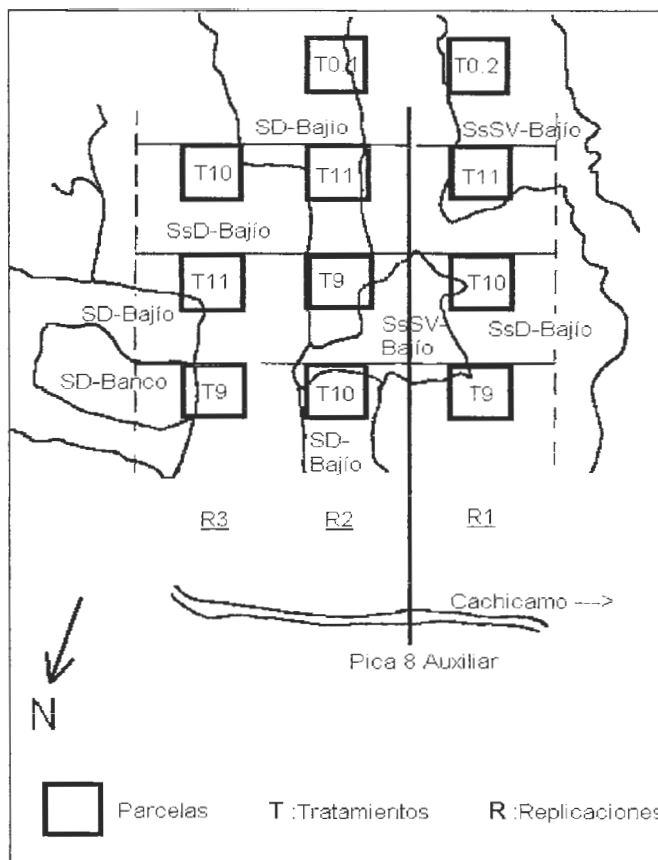 T0.1
T0.2
SD-Bajío
SsSV-Bajío
T10
T11
T11
SsD-Bajío
T11
T9
T10
SD-Bajío
SsSV-
Bajío
SsD-Bajío
SD-Banco
T9
T10
T9
SD-
Bajío
R3
R2
R1
Cachicamo --->
Pica 8 Auxiliar
N
Parcelas
T :Tratamientos
R :Replicaciones